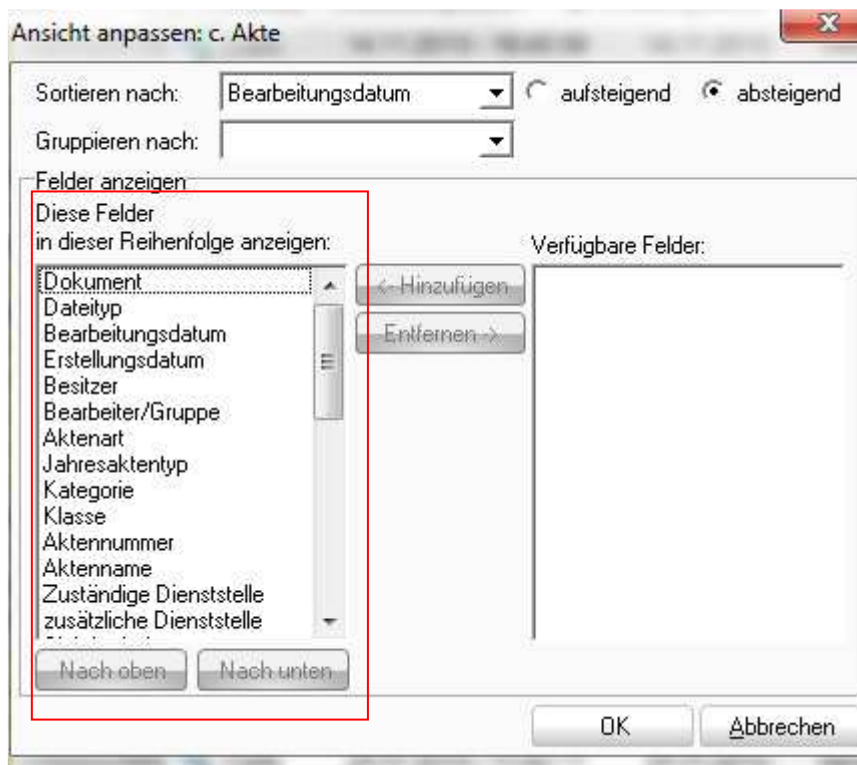 Ansicht anpassen: c. Akte
Sortieren nach: Bearbeitungsdatum aufsteigend absteigend
Gruppieren nach:
Felder anzeigen
Diese Felder
in dieser Reihenfolge anzeigen:
Verfügbare Felder:
Dokument
Dateityp
Bearbeitungsdatum
Erstellungsdatum
Besitzer
Bearbeiter/Gruppe
Aktenart
Jahresaktentyp
Kategorie
Klasse
Aktennummer
Aktenname
Zuständige Dienststelle
zusätzliche Dienststelle
<- Hinzufügen
Entfernen ->
Nach oben Nach unten
OK Abbrechen